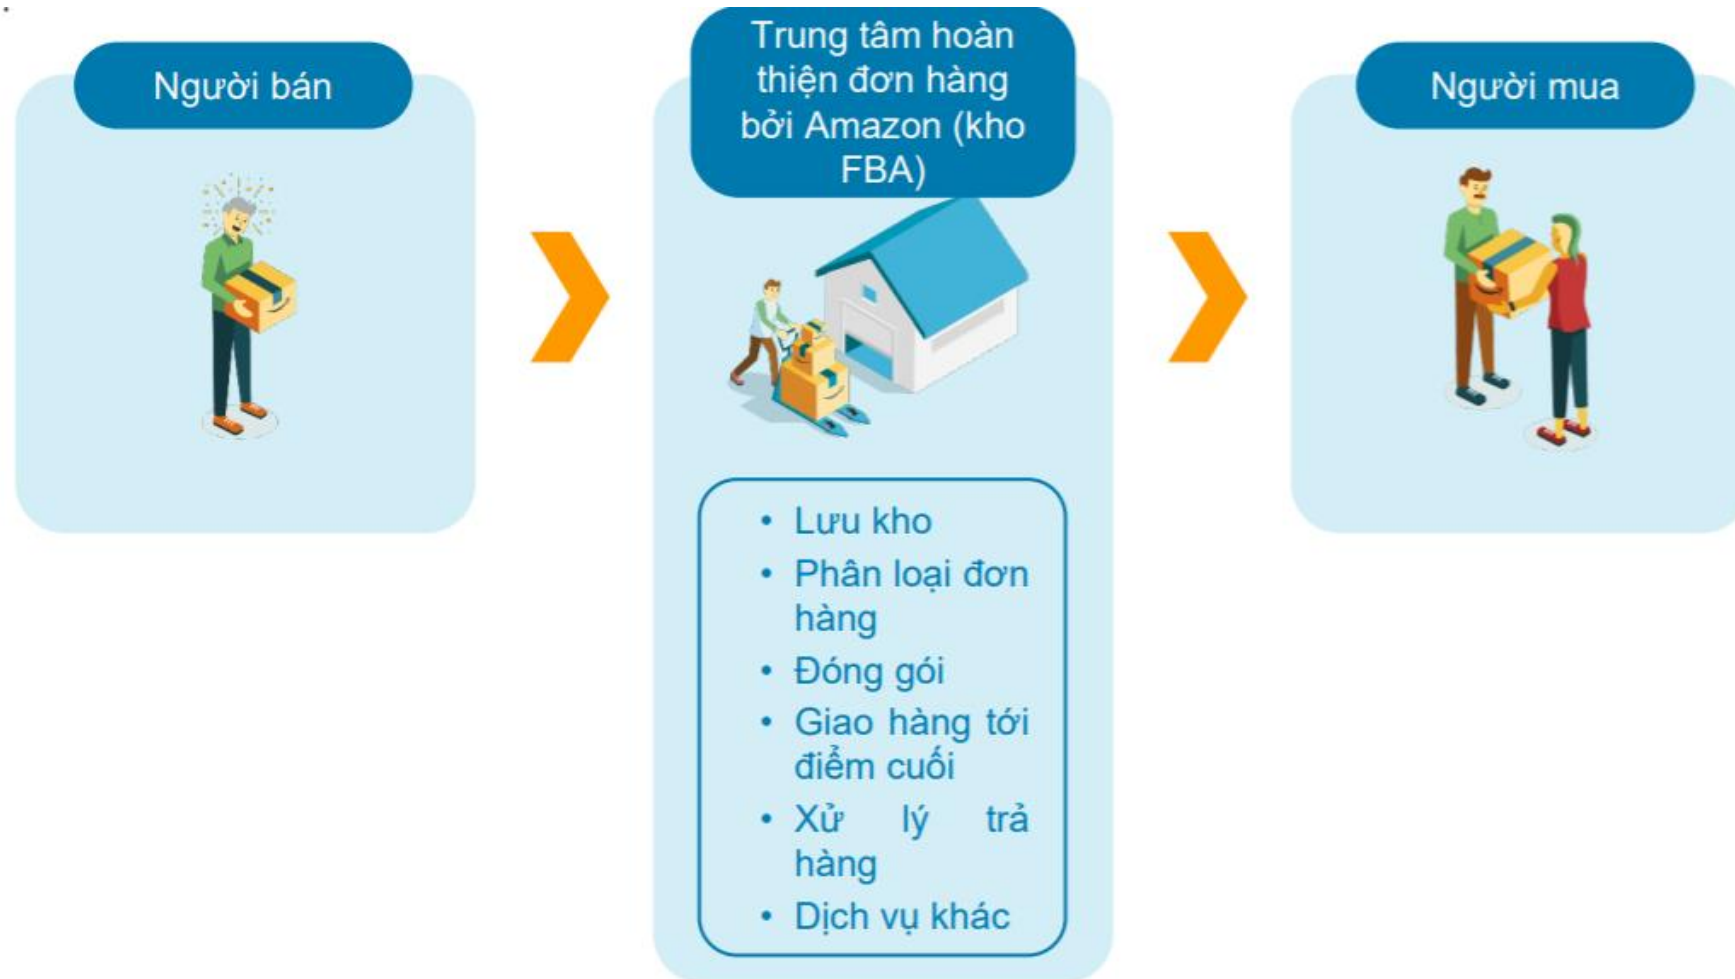 Người bán
Trung tâm hoàn
thiện đơn hàng
bởi Amazon (kho
FBA)
Người mua
• Lưu kho
• Phân loại đơn
hàng
• Đóng gói
• Giao hàng tới
điểm cuối
• Xử lý trả
hàng
• Dịch vụ khác